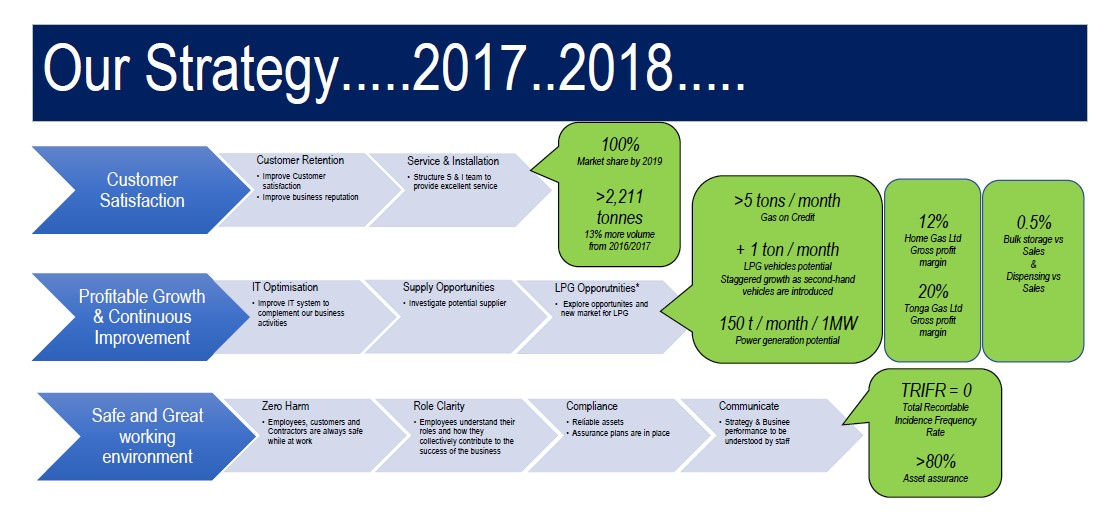 Our Strategy.....2017..2018.....
Customer
Satisfaction
Customer Retention
• Improve Customer
satisfaction
• Improve business reputation
Service & Installation
• Structure S & I team to
provide excellent service
100%
Market share by 2019
>2,211
tonnes
13% more volume
from 2016/2017
Profitable Growth
& Continuous
Improvement
IT Optimisation
• Improve IT system to
complement our business
activities
Supply Opportunities
• Investigate potential supplier
LPG Opporutnities*
• Explore opportunites and
new market for LPG
>5 tons / month
Gas on Credit
+ 1 ton / month
LPG vehicles potential
Staggered growth as second-hand
vehicles are introduced
150 t / month / 1MW
Power generation potential
12%
Home Gas Ltd
Gross profit
margin
20%
Tonga Gas Ltd
Gross profit
margin
0.5%
Bulk storage vs
Sales
&
Dispensing vs
Sales
Safe and Great
working
environment
Zero Harm
• Employees, customers and
Contractors are always safe
while at work
Role Clarity
• Employees understand their
roles and how they
collectively contribute to the
success of the business
Compliance
• Reliable assets
• Assurance plans are in place
Communicate
• Strategy & Businee
performance to be
understood by staff
TRIFR = 0
Total Recordable
Incidence Frequency
Rate
>80%
Asset assurance